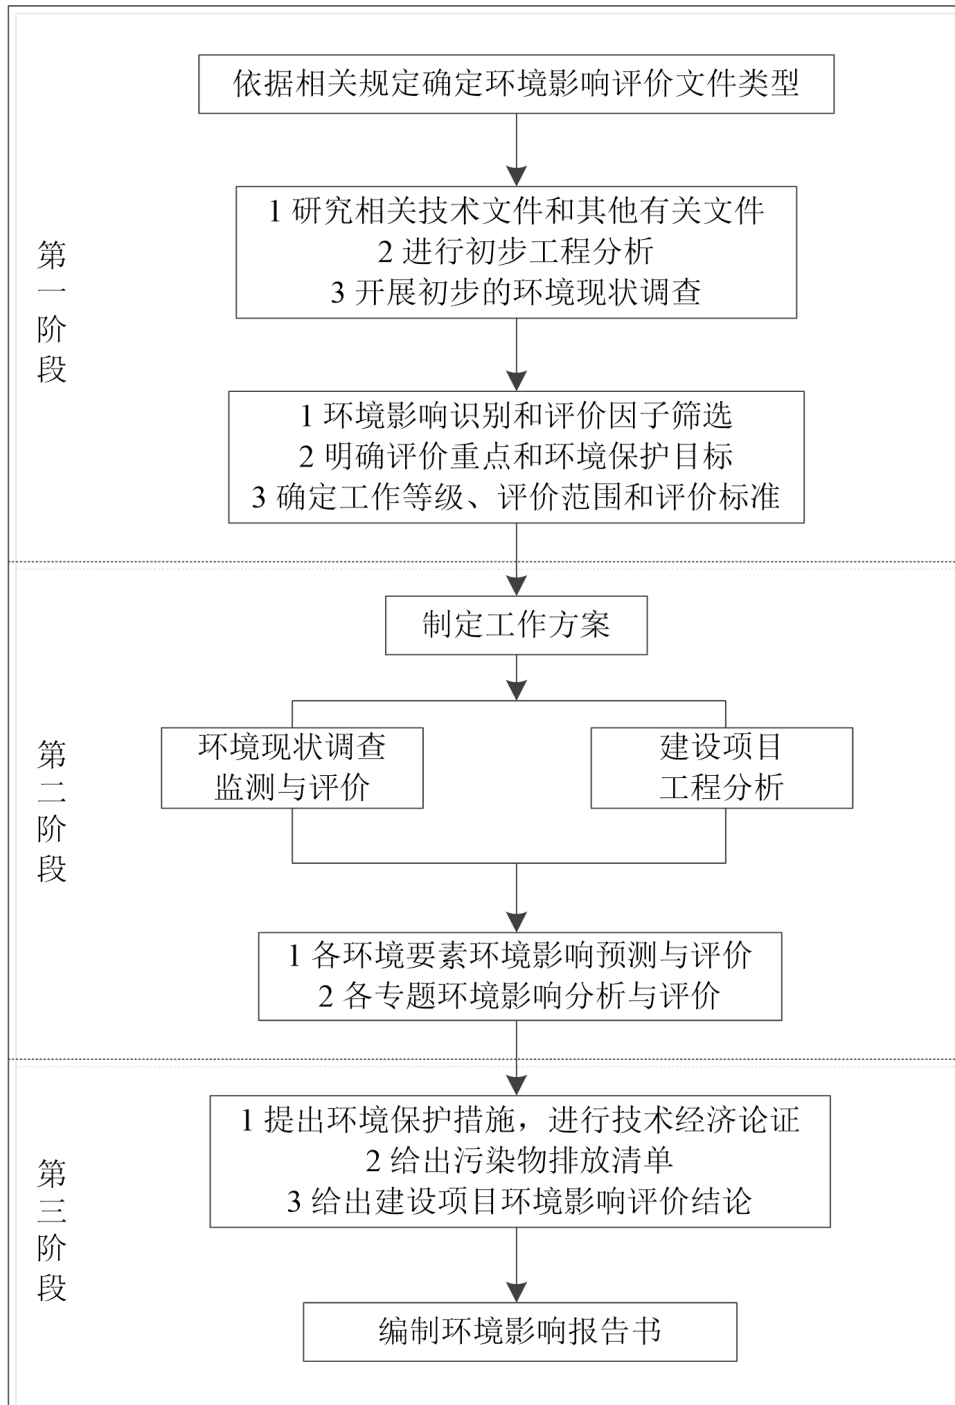 依据相关规定确定环境影响评价文件类型
第一阶段
1 研究相关技术文件和其他有关文件
2 进行初步工程分析
3 开展初步的环境现状调查
1 环境影响识别和评价因子筛选
2 明确评价重点和环境保护目标
3 确定工作等级、评价范围和评价标准
制定工作方案
第二阶段
环境现状调查
监测与评价
建设项目
工程分析
1 各环境要素环境影响预测与评价
2 各专题环境影响分析与评价
第三阶段
1 提出环境保护措施，进行技术经济论证
2 给出污染物排放清单
3 给出建设项目环境影响评价结论
编制环境影响报告书